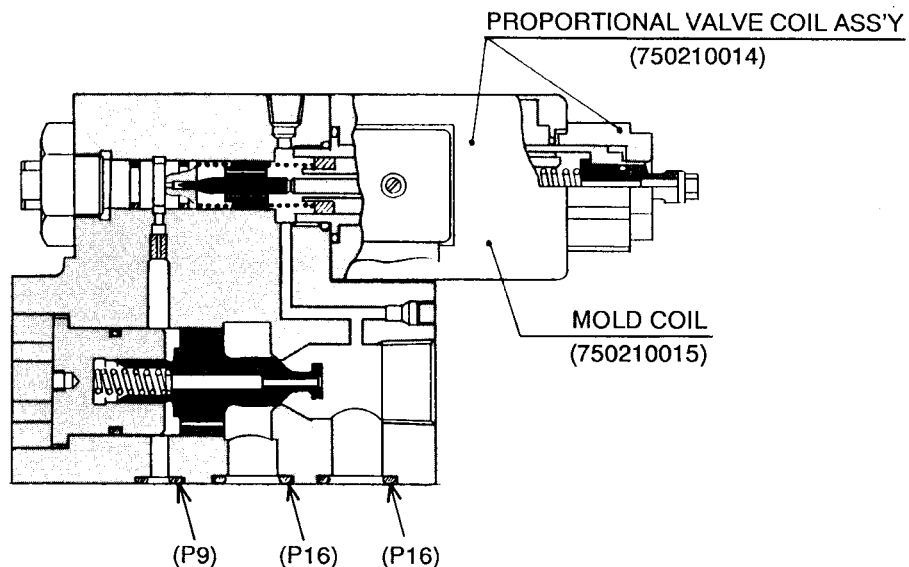 PROPORTIONAL VALVE COIL ASS'Y
(750210014)
MOLD COIL
(750210015)
(P9)
(P16)
(P16)